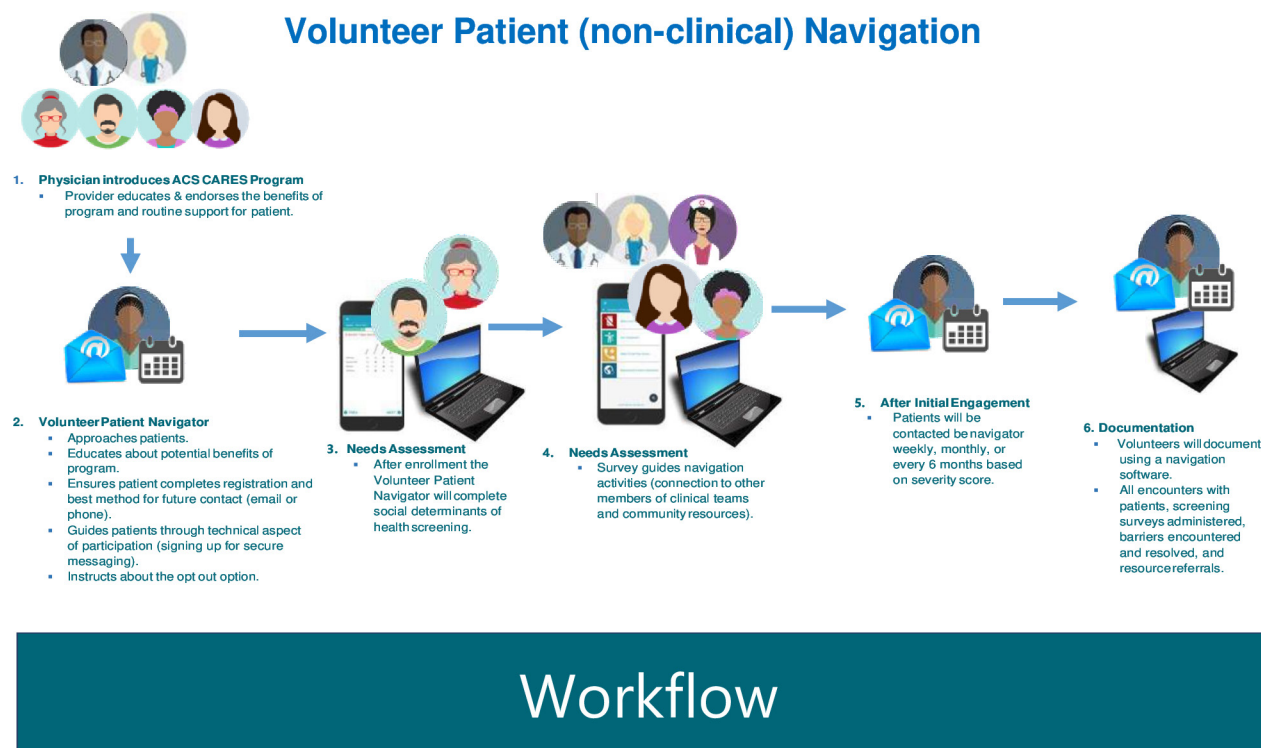 Volunteer Patient (non-clinical) Navigation
1. Physician introduces ACS CARES Program
▪ Provider educates & endorses the benefits of
program and routine support for patient.
2. Volunteer Patient Navigator
▪ Approaches patients.
▪ Educates about potential benefits of
program.
▪ Ensures patient completes registration and
best method for future contact (email or
phone).
▪ Guides patients through technical aspect
of participation (signing up for secure
messaging).
▪ Instructs about the opt out option.
3. Needs Assessment
▪ After enrollment the
Volunteer Patient
Navigator will complete
social determinants of
health screening.
4. Needs Assessment
▪ Survey guides navigation
activities (connection to other
members of clinical teams
and community resources).
5. After Initial Engagement
▪ Patients will be
contacted be navigator
weekly, monthly, or
every 6 months based
on severity score.
6. Documentation
▪ Volunteers will document
using a navigation
software.
▪ All encounters with
patients, screening
surveys administered,
barriers encountered
and resolved, and
resource referrals.
Workflow